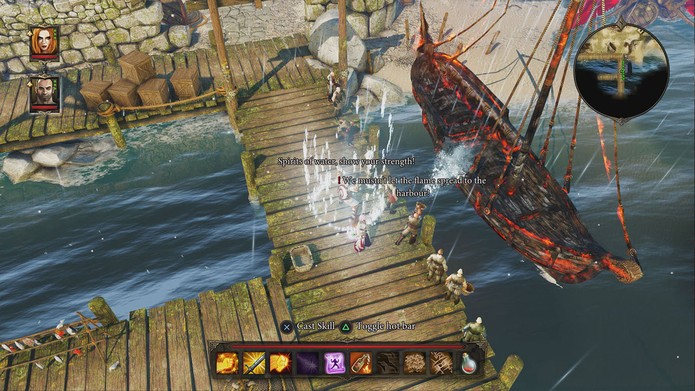 Spirits of water, show your strength!
! We mustn't let the flame spread to the
harbour!
Cast Skill
Toggle hot bar